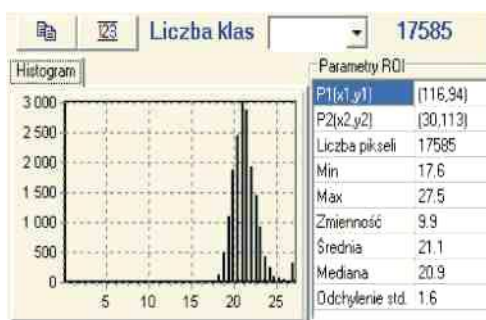 123 Liczba klas 17585
Histogram
3 000
2 500
2 000
1 500
1 000
500
0
5 10 15 20 25
Parametry ROI
P1(x1,y1) (116,94)
P2(x2,y2) (30,113)
Liczba pikseli 17585
Min 17,6
Max 27,5
Zmienność 9.9
Średnia 21.1
Mediana 20.9
Odchylenie std. 1.6